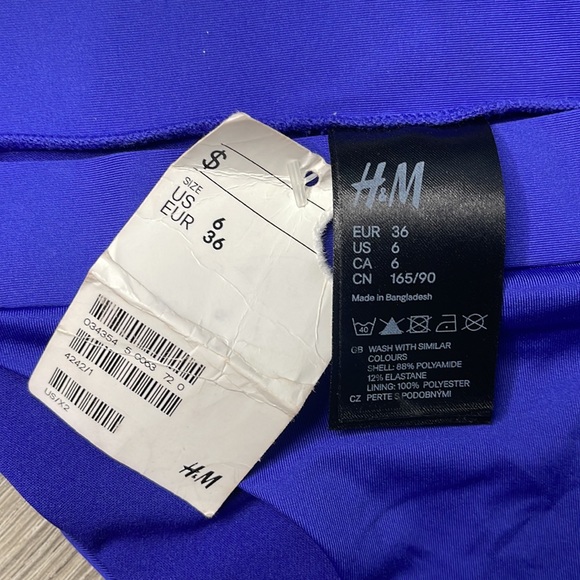 $
SIZE
US 6
EUR 36
034354 5.0063 72 0
4242/1
US/X2
H&M
H&M
EUR 36
US 6
CA 6
CN 165/90
Made in Bangladesh
40
GB WASH WITH SIMILAR
COLOURS
SHELL: 88% POLYAMIDE
12% ELASTANE
LINING: 100% POLYESTER
CZ PERTE S PODOBNÝMI